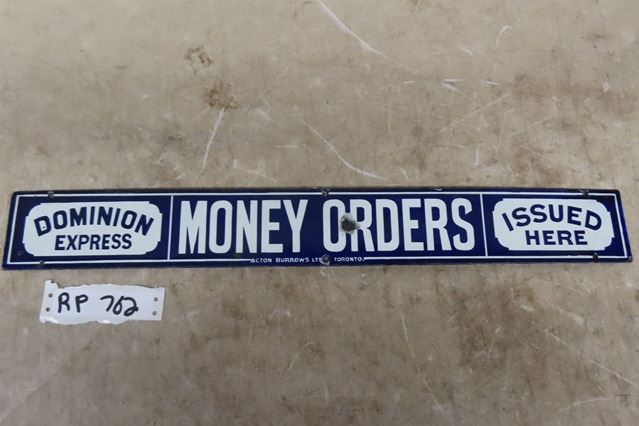 DOMINION
EXPRESS
MONEY ORDERS
ISSUED
HERE
ACTON BURROWS LTD TORONTO
RP 762